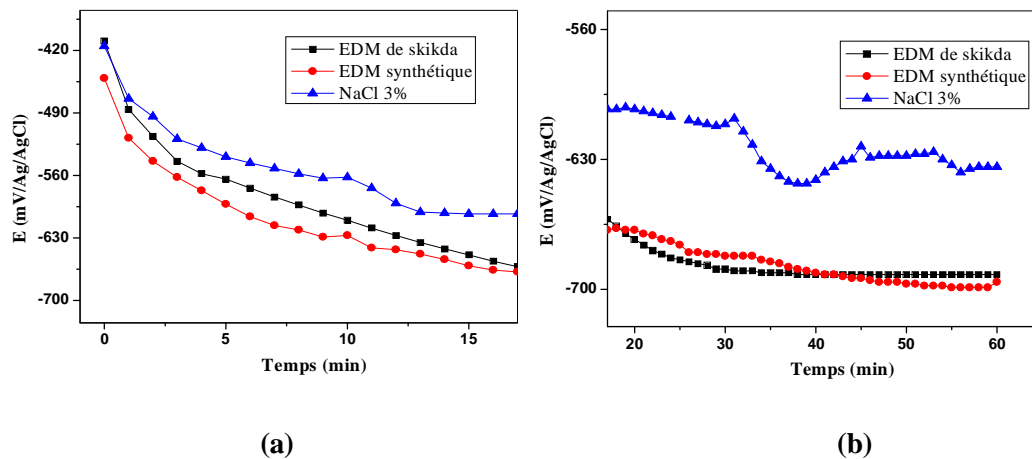 -420
-490
-560
-630
-700
E (mV/Ag/AgCl)
EDM de skikda
EDM synthétique
NaCl 3%
0
5
10
15
Temps (min)
(a)
-560
-630
-700
E (mV/Ag/AgCl)
EDM de skikda
EDM synthétique
NaCl 3%
20
30
40
50
60
Temps (min)
(b)